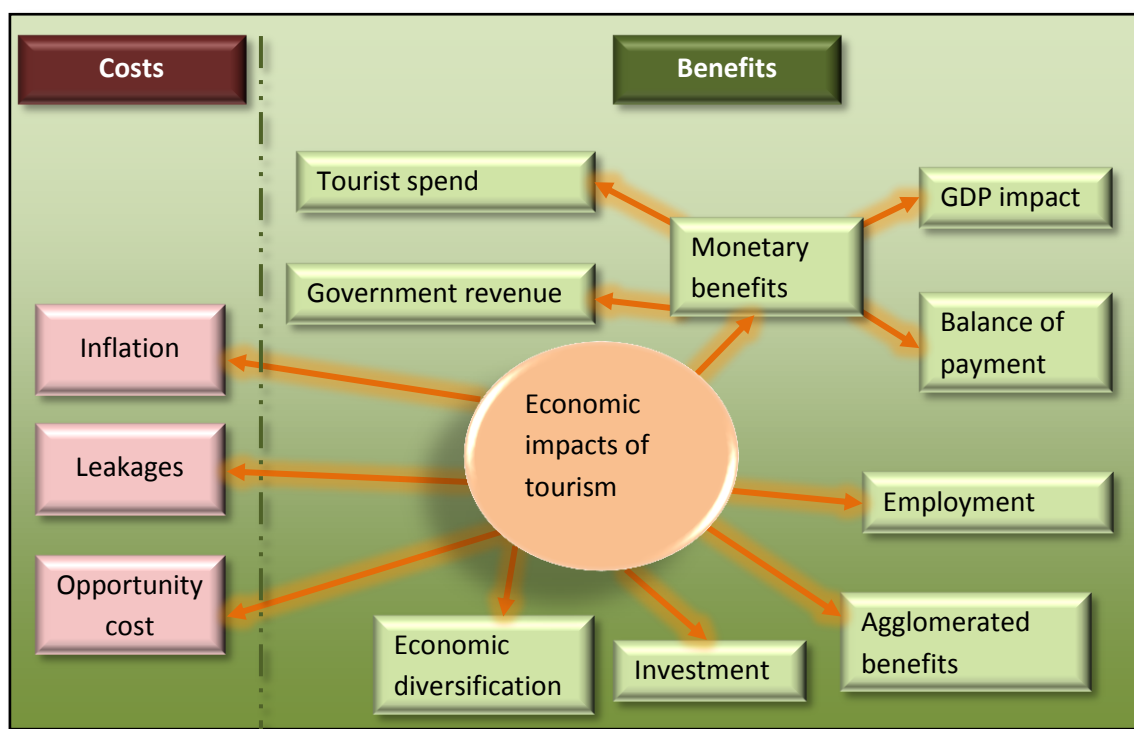 Costs
Benefits
Tourist spend
GDP impact
Monetary
benefits
Government revenue
Balance of
payment
Inflation
Economic
impacts of
tourism
Leakages
Employment
Opportunity
cost
Economic
diversification
Investment
Agglomerated
benefits